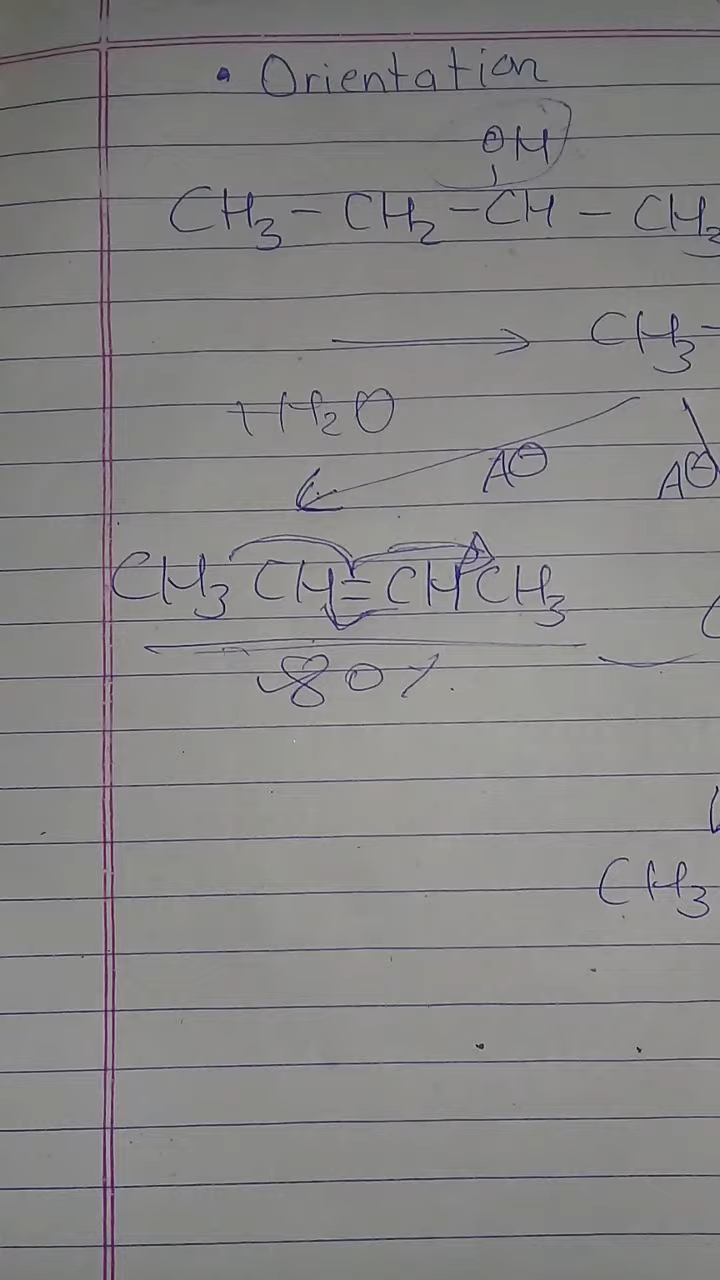 • Orientation
OH
CH₃ – CH₂ – CH – CH₃
⟶ CH₃ –
+ H₂O
A⊖ A⊖
CH₃ CH = CH CH₃
80%
CH₃